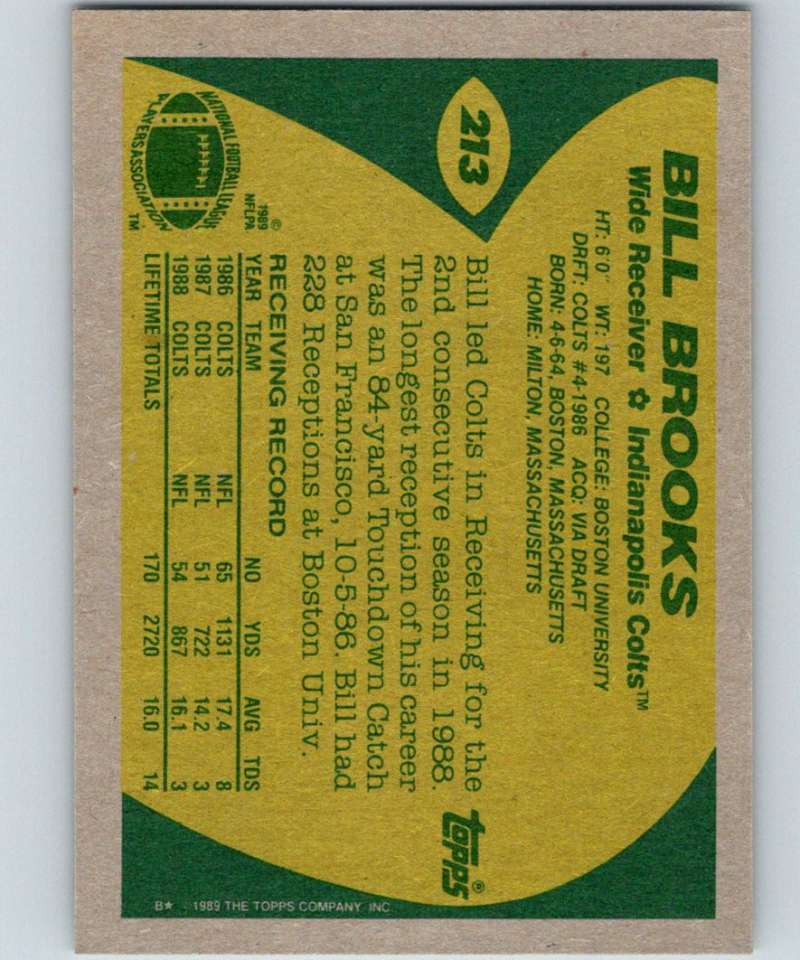 213
BILL BROOKS
Wide Receiver ✿ Indianapolis Colts™
HT: 6'0" WT: 197 COLLEGE: BOSTON UNIVERSITY
DRFT: COLTS #4-1986 ACQ: VIA DRAFT
BORN: 4-6-64, BOSTON, MASSACHUSETTS
HOME: MILTON, MASSACHUSETTS
Bill led Colts in Receiving for the
2nd consecutive season in 1988.
The longest reception of his career
was an 84-yard Touchdown Catch
at San Francisco, 10-5-86. Bill had
228 Receptions at Boston Univ.
topps®
NATIONAL FOOTBALL LEAGUE
PLAYERS ASSOCIATION
™
©
1989
NFLPA
RECEIVING RECORD
YEAR TEAM NO YDS AVG TDS
1986 COLTS NFL 65 1131 17.4 8
1987 COLTS NFL 51 722 14.2 3
1988 COLTS NFL 54 867 16.1 3
LIFETIME TOTALS 170 2720 16.0 14
B★ 1989 THE TOPPS COMPANY, INC.